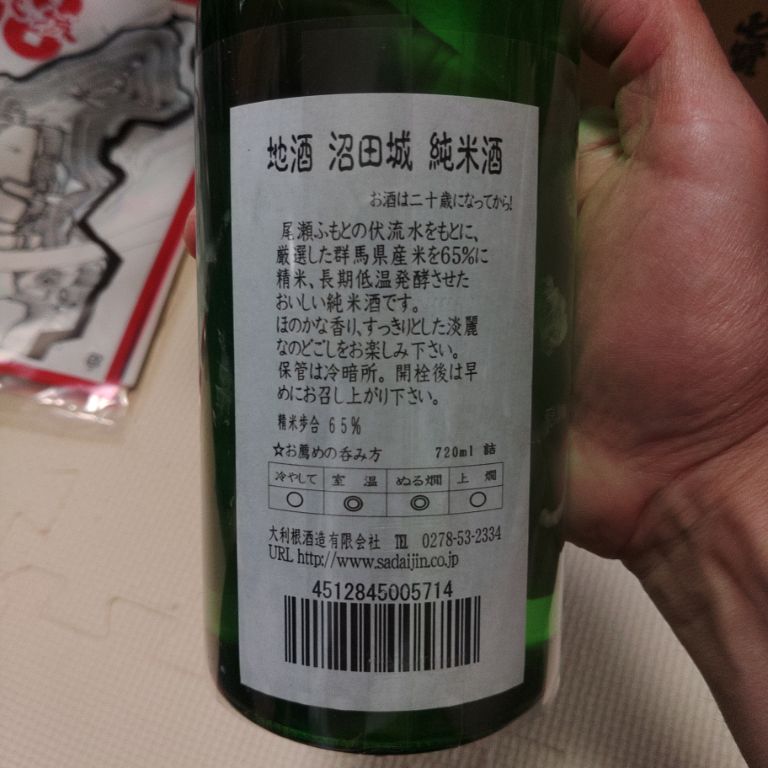 地酒 沼田城 純米酒
お酒は二十歳になってから!
尾瀬ふもとの伏流水をもとに、
厳選した群馬県産米を65%に
精米、長期低温発酵させた
おいしい純米酒です。
ほのかな香り、すっきりとした淡麗
なのどごしをお楽しみ下さい。
保管は冷暗所。開栓後は早
めにお召し上がり下さい。
精米歩合 65%
☆お薦めの呑み方 720ml 詰
冷やして 室温 ぬる燗 上燗
○ ◎ ◎ ○
大利根酒造有限会社 ℡ 0278-53-2334
URL http://www.sadaijin.co.jp
4512845005714